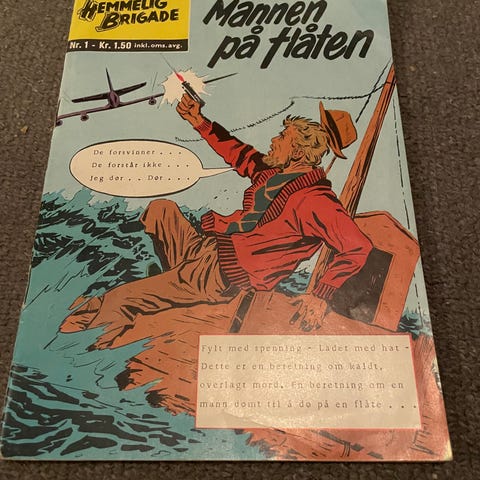 HEMMELIG
BRIGADE
Nr. 1 - Kr. 1.50 inkl. oms. avg.
Mannen
på flåten
De forsvinner . . .
De forstår ikke . . .
Jeg dør . . Dør . . .
Fylt med spenning - Ladet med hat -
Dette er en beretning om kaldt,
overlagt mord. En beretning om en
mann dømt til å dø på en flåte . . .